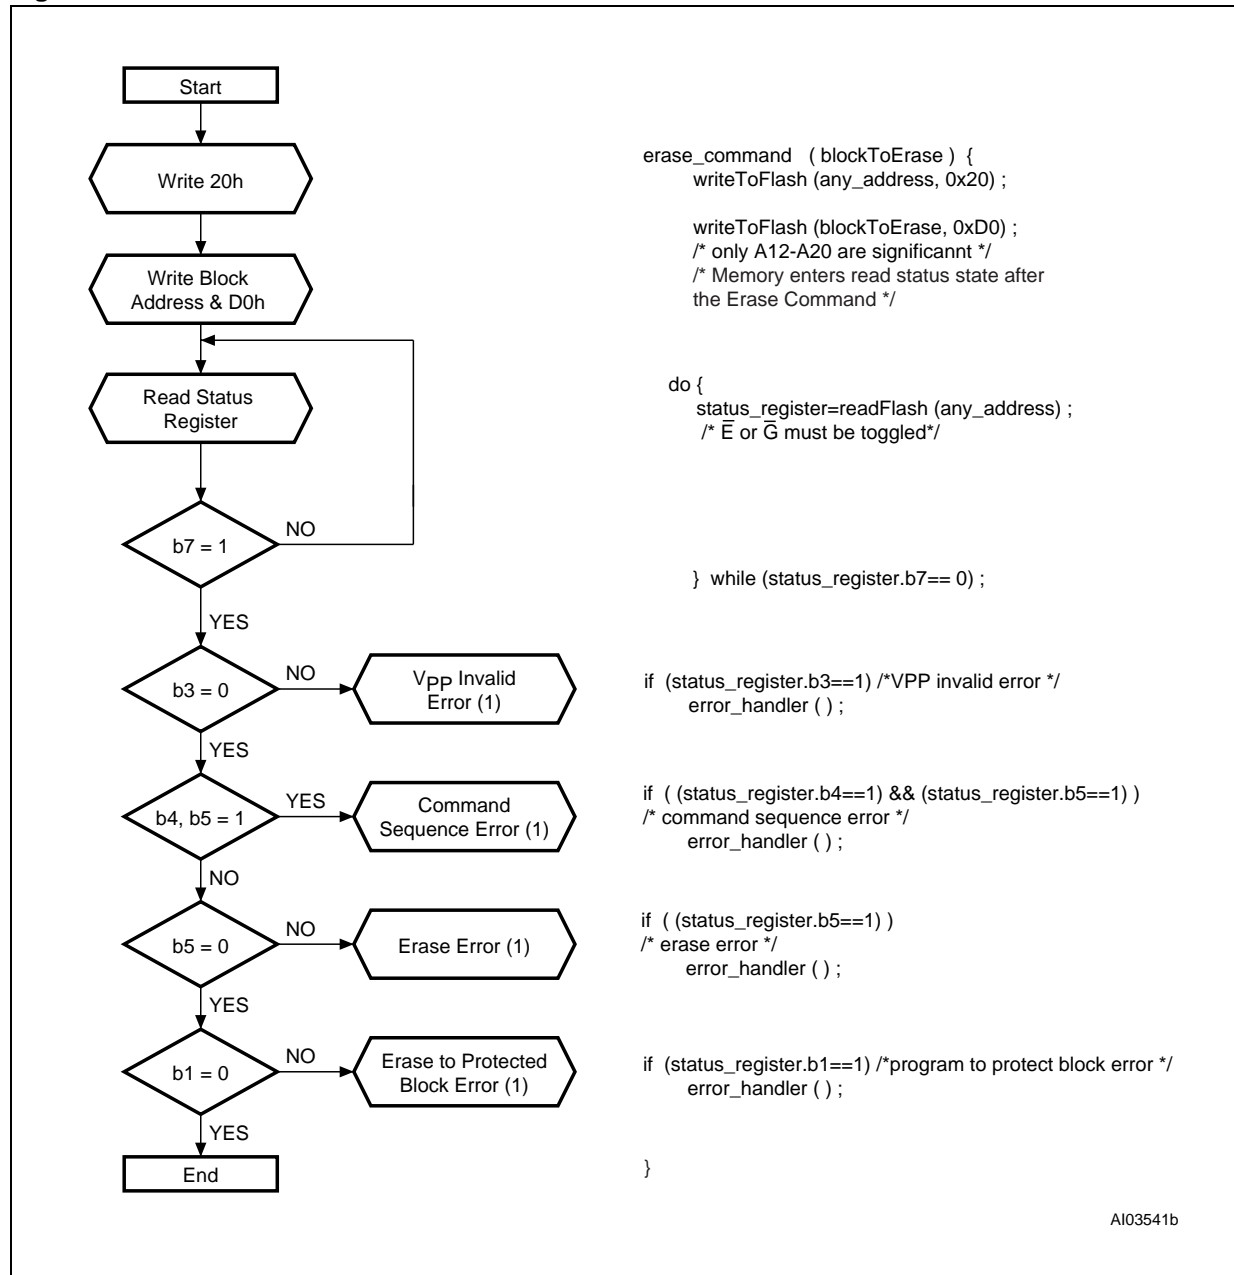 Start
Write 20h
Write Block
Address & D0h
Read Status
Register
b7 = 1
NO
YES
b3 = 0
NO
VPP Invalid
Error (1)
YES
b4, b5 = 1
YES
Command
Sequence Error (1)
NO
b5 = 0
NO
Erase Error (1)
YES
b1 = 0
NO
Erase to Protected
Block Error (1)
YES
End
erase_command ( blockToErase ) {
writeToFlash (any_address, 0x20) ;
writeToFlash (blockToErase, 0xD0) ;
/* only A12-A20 are significannt */
/* Memory enters read status state after
the Erase Command */
do {
status_register=readFlash (any_address) ;
/* E̅ or G̅ must be toggled*/
} while (status_register.b7== 0) ;
if (status_register.b3==1) /*VPP invalid error */
error_handler ( ) ;
if ( (status_register.b4==1) && (status_register.b5==1) )
/* command sequence error */
error_handler ( ) ;
if ( (status_register.b5==1) )
/* erase error */
error_handler ( ) ;
if (status_register.b1==1) /*program to protect block error */
error_handler ( ) ;
}
AI03541b